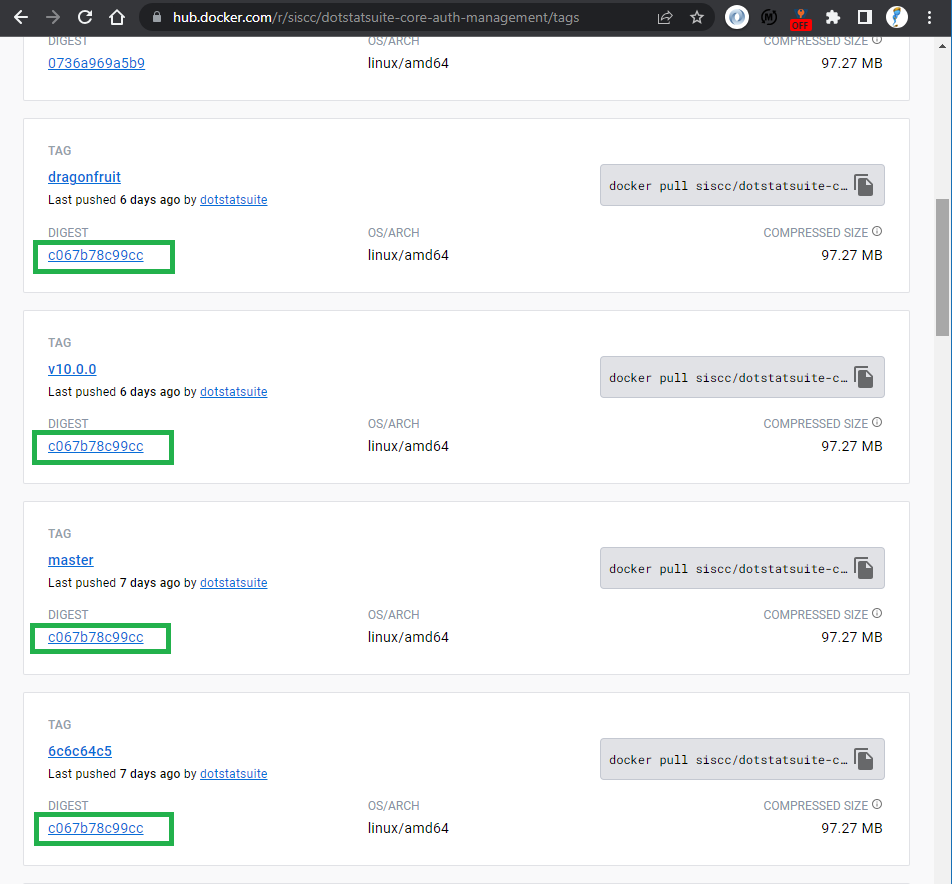 hub.docker.com/r/siscc/dotstatsuite-core-auth-management/tags
OFF
DIGEST OS/ARCH COMPRESSED SIZE
0736a969a5b9 linux/amd64 97.27 MB
TAG
dragonfruit
docker pull siscc/dotstatsuite-c…
Last pushed 6 days ago by dotstatsuite
DIGEST OS/ARCH COMPRESSED SIZE
c067b78c99cc linux/amd64 97.27 MB
TAG
v10.0.0
docker pull siscc/dotstatsuite-c…
Last pushed 6 days ago by dotstatsuite
DIGEST OS/ARCH COMPRESSED SIZE
c067b78c99cc linux/amd64 97.27 MB
TAG
master
docker pull siscc/dotstatsuite-c…
Last pushed 7 days ago by dotstatsuite
DIGEST OS/ARCH COMPRESSED SIZE
c067b78c99cc linux/amd64 97.27 MB
TAG
6c6c64c5
docker pull siscc/dotstatsuite-c…
Last pushed 7 days ago by dotstatsuite
DIGEST OS/ARCH COMPRESSED SIZE
c067b78c99cc linux/amd64 97.27 MB